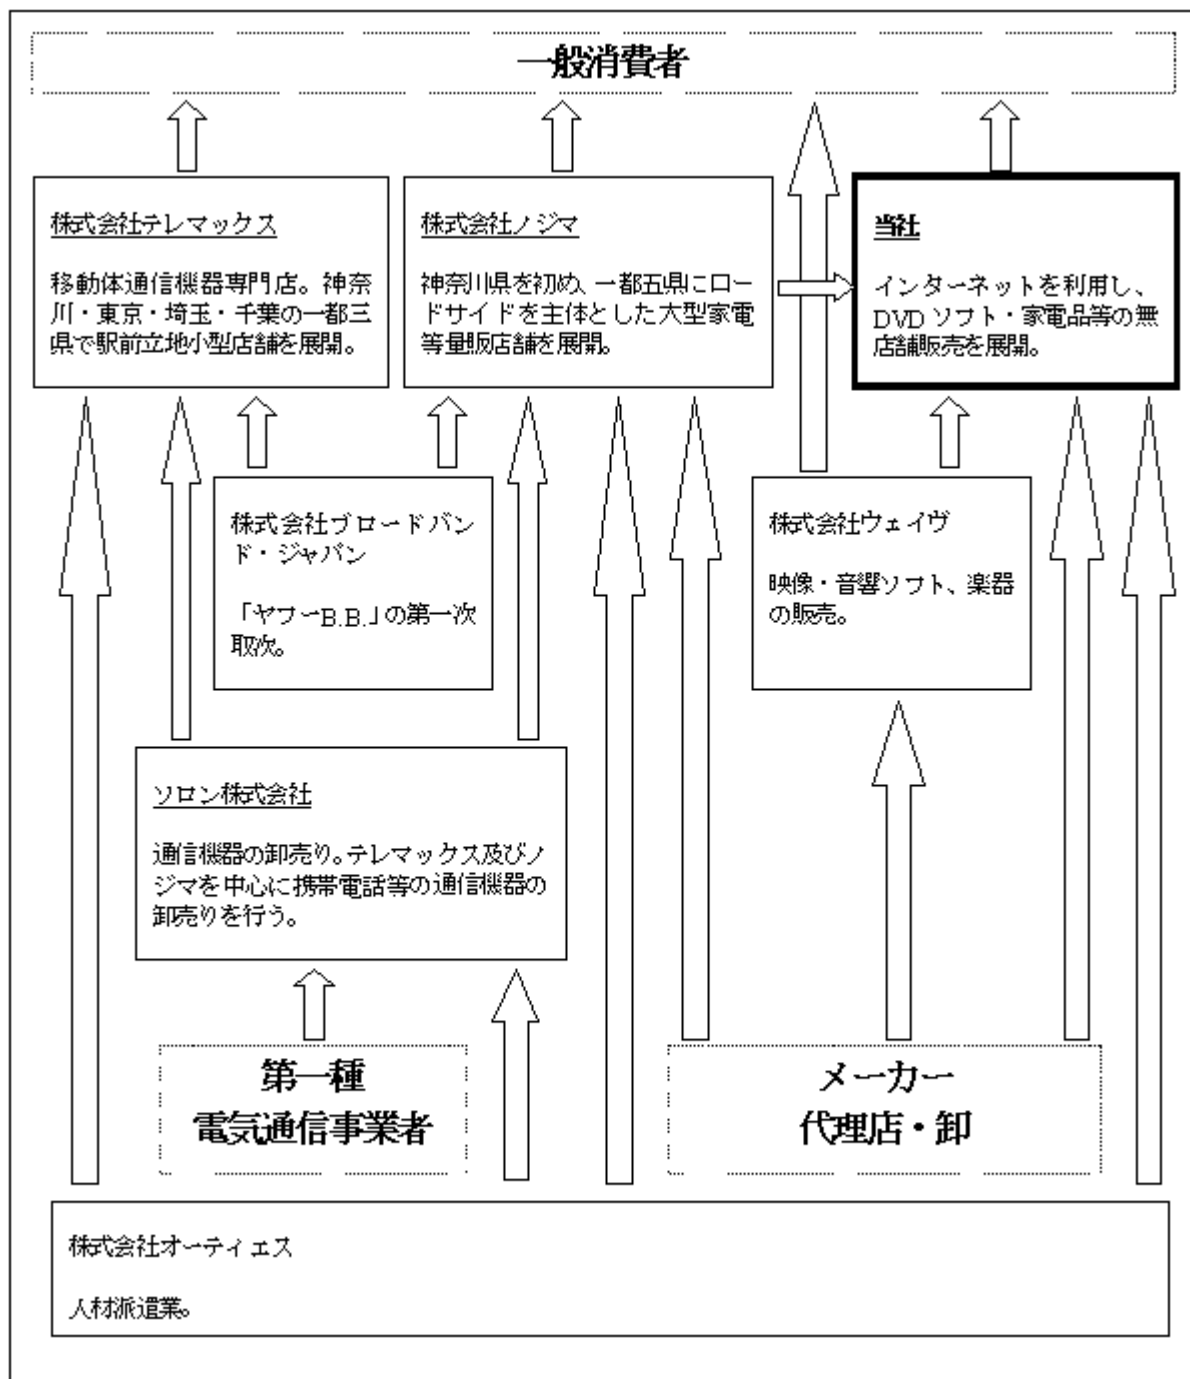 一般消費者
株式会社テレマックス
移動体通信機器専門店。神奈
川・東京・埼玉・千葉の一都三
県で駅前立地小型店舗を展開。
株式会社ノジマ
神奈川県を初め、一都五県にロー
ドサイドを主体とした大型家電
等量販店舗を展開。
当社
インターネットを利用し、
DVD ソフト・家電品等の無
店舗販売を展開。
株式会社ブロードバン
ド・ジャパン
「ヤフーB.B.」の第一次
取次。
株式会社ウェイヴ
映像・音響ソフト、楽器
の販売。
ソロン株式会社
通信機器の卸売り。テレマックス及びノ
ジマを中心に携帯電話等の通信機器の
卸売りを行う。
第一種
電気通信事業者
メーカー
代理店・卸
株式会社オーティエス
人材派遣業。